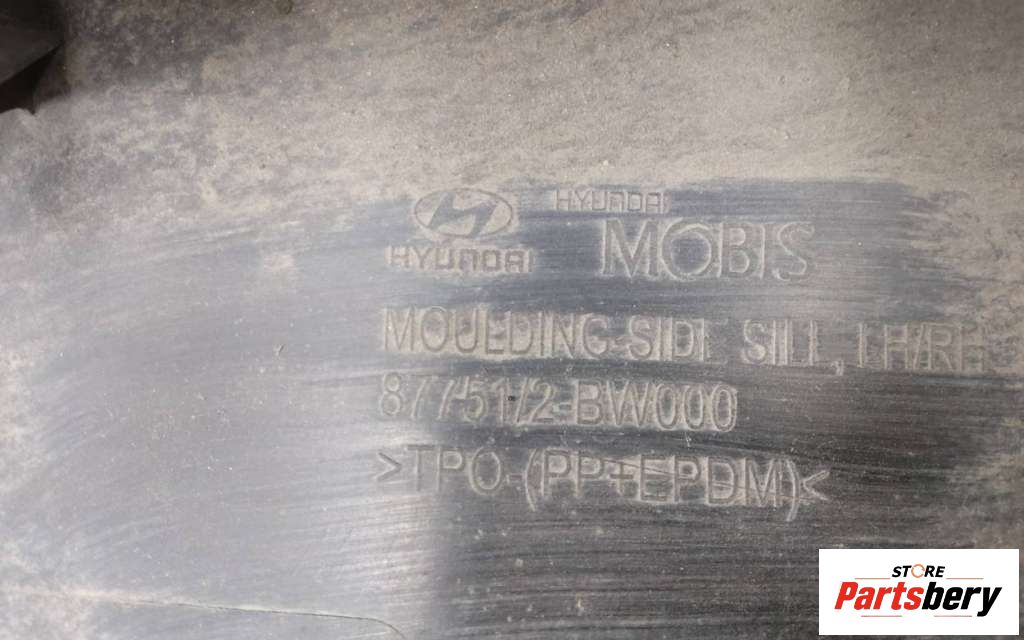 HYUNDAI
HYUNDAI
MOBIS
MOULDING-SIDE SILL, LH/RH
87751/2-BW000
>TPO-(PP+EPDM)<
STORE
Partsbery